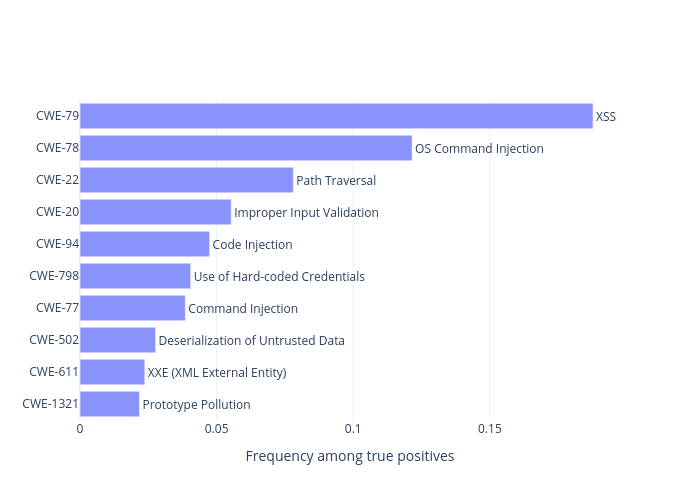 CWE-79 XSS
CWE-78 OS Command Injection
CWE-22 Path Traversal
CWE-20 Improper Input Validation
CWE-94 Code Injection
CWE-798 Use of Hard-coded Credentials
CWE-77 Command Injection
CWE-502 Deserialization of Untrusted Data
CWE-611 XXE (XML External Entity)
CWE-1321 Prototype Pollution
0 0.05 0.1 0.15
Frequency among true positives